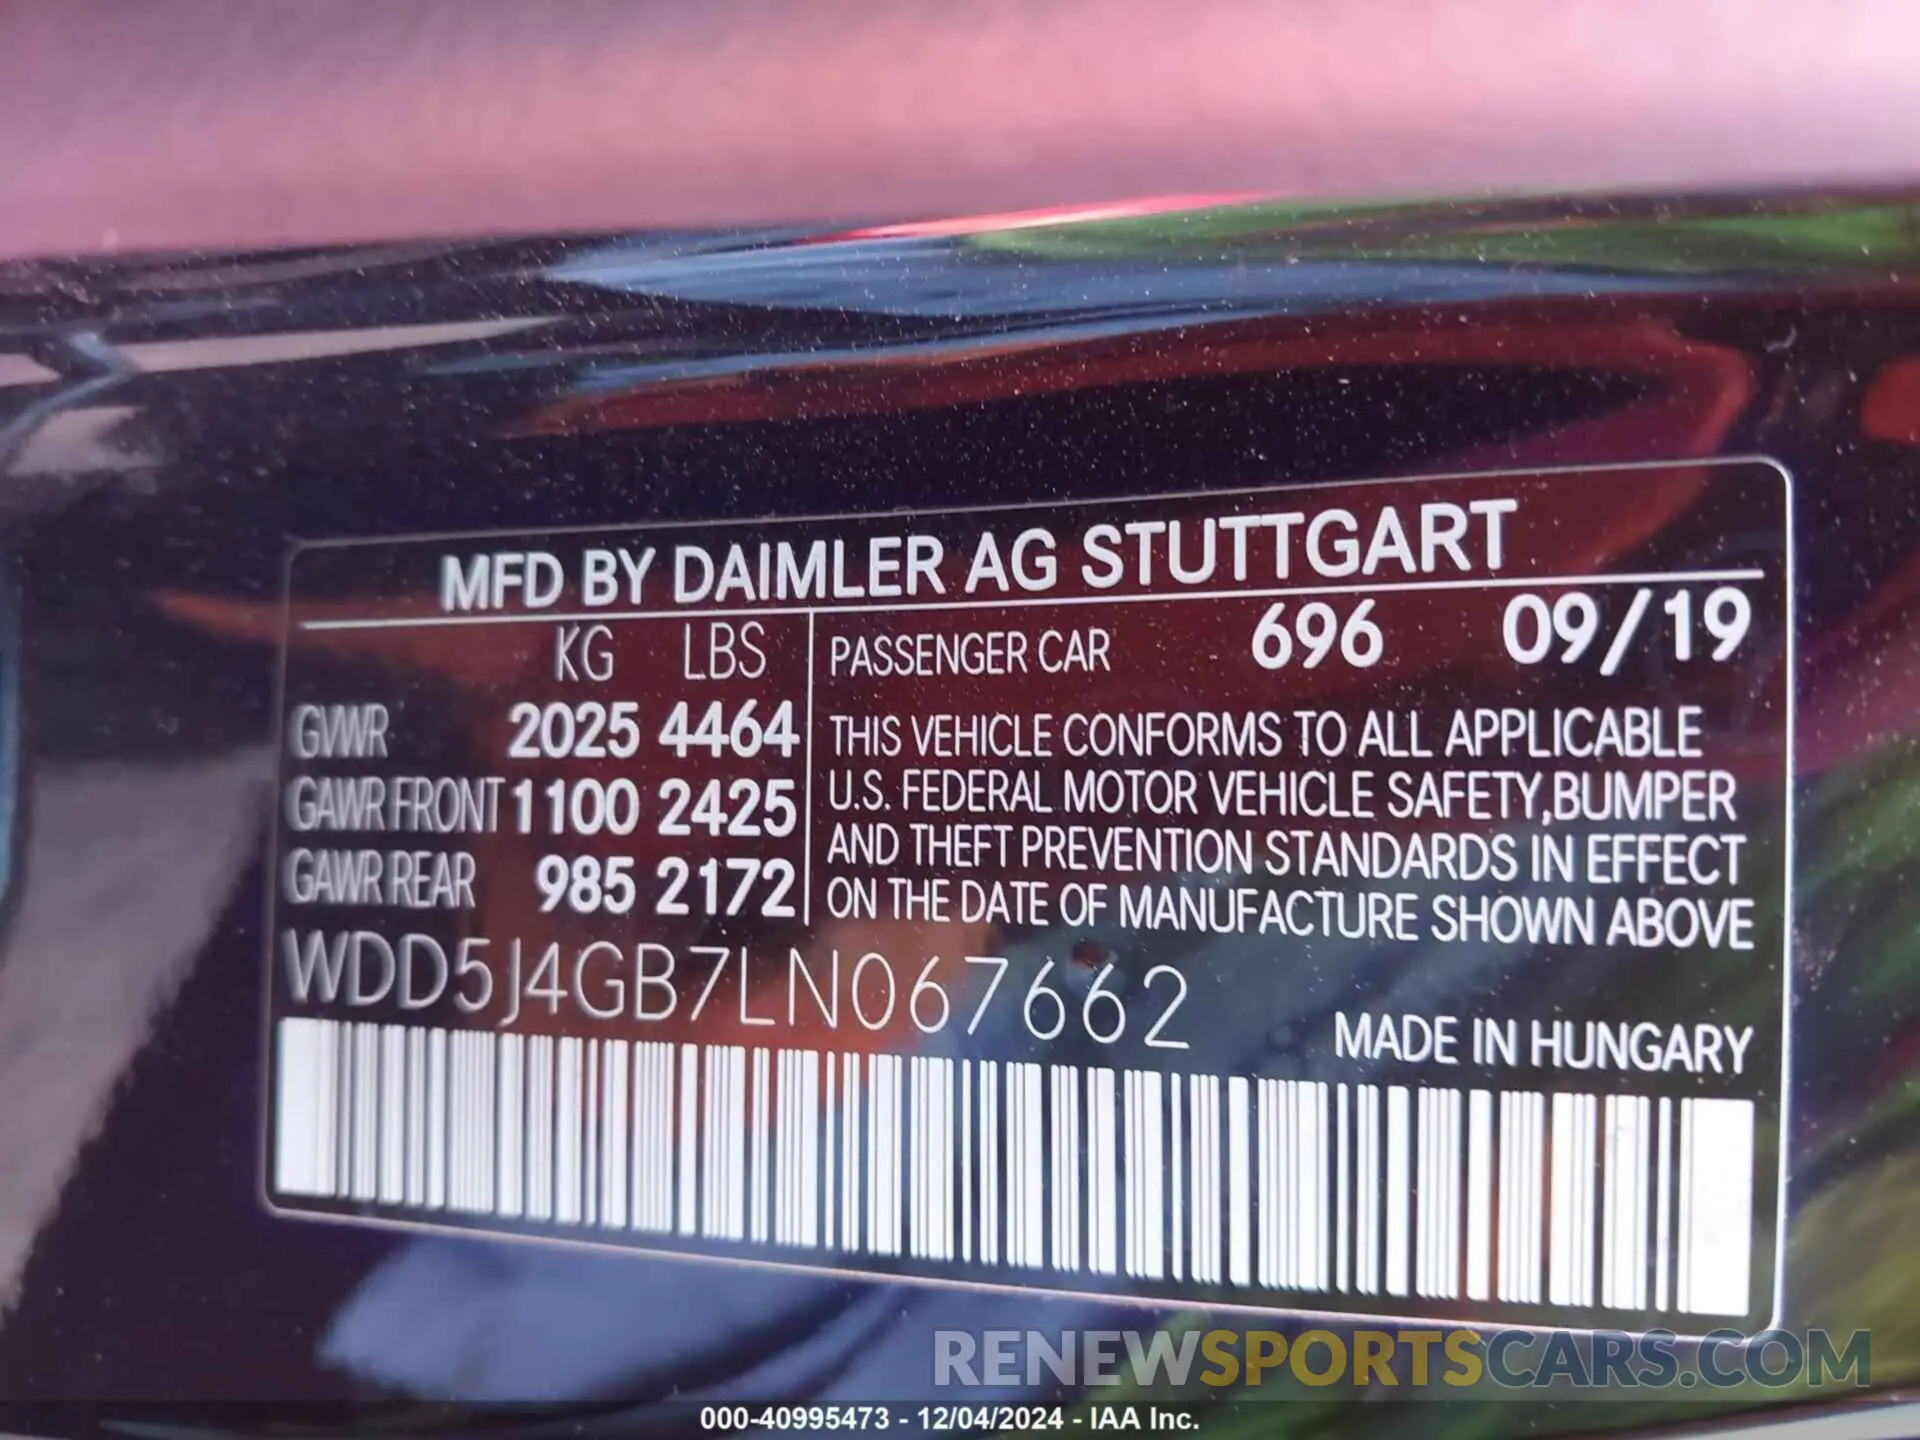 MFD BY DAIMLER AG STUTTGART
KG LBS
GVWR 2025 4464
GAWR FRONT 1100 2425
GAWR REAR 985 2172
PASSENGER CAR 696 09/19
THIS VEHICLE CONFORMS TO ALL APPLICABLE
U.S. FEDERAL MOTOR VEHICLE SAFETY,BUMPER
AND THEFT PREVENTION STANDARDS IN EFFECT
ON THE DATE OF MANUFACTURE SHOWN ABOVE
WDD5J4GB7LN067662
MADE IN HUNGARY
RENEWSPORTSCARS.COM
000-40995473 - 12/04/2024 - IAA Inc.